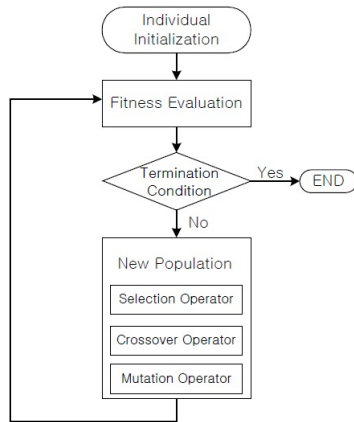 Individual
Initialization
Fitness Evaluation
Termination
Condition
Yes
END
No
New Population
Selection Operator
Crossover Operator
Mutation Operator